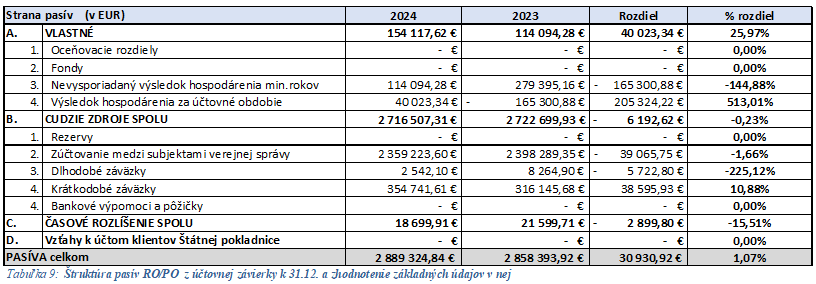 Strana pasív (v EUR) 2024 2023 Rozdiel % rozdiel
A. VLASTNÉ 154 117,62 € 114 094,28 € 40 023,34 € 25,97%
1. Oceňovacie rozdiely - € - € - € 0,00%
2. Fondy - € - € - € 0,00%
3. Nevysporiadaný výsledok hospodárenia min.rokov 114 094,28 € 279 395,16 € - 165 300,88 € -144,88%
4. Výsledok hospodárenia za účtovné obdobie 40 023,34 € - 165 300,88 € 205 324,22 € 513,01%
B. CUDZIE ZDROJE SPOLU 2 716 507,31 € 2 722 699,93 € - 6 192,62 € -0,23%
1. Rezervy - € - € - € 0,00%
2. Zúčtovanie medzi subjektami verejnej správy 2 359 223,60 € 2 398 289,35 € - 39 065,75 € -1,66%
3. Dlhodobé záväzky 2 542,10 € 8 264,90 € - 5 722,80 € -225,12%
4. Krátkodobé záväzky 354 741,61 € 316 145,68 € 38 595,93 € 10,88%
4. Bankové výpomoci a pôžičky - € - € - € 0,00%
C. ČASOVÉ ROZLÍŠENIE SPOLU 18 699,91 € 21 599,71 € - 2 899,80 € -15,51%
D. Vzťahy k účtom klientov Štátnej pokladnice - € - € - € 0,00%
PASÍVA celkom 2 889 324,84 € 2 858 393,92 € 30 930,92 € 1,07%
Tabuľka 9: Štruktúra pasív RO/PO z účtovnej závierky k 31.12. a zhodnotenie základných údajov v nej